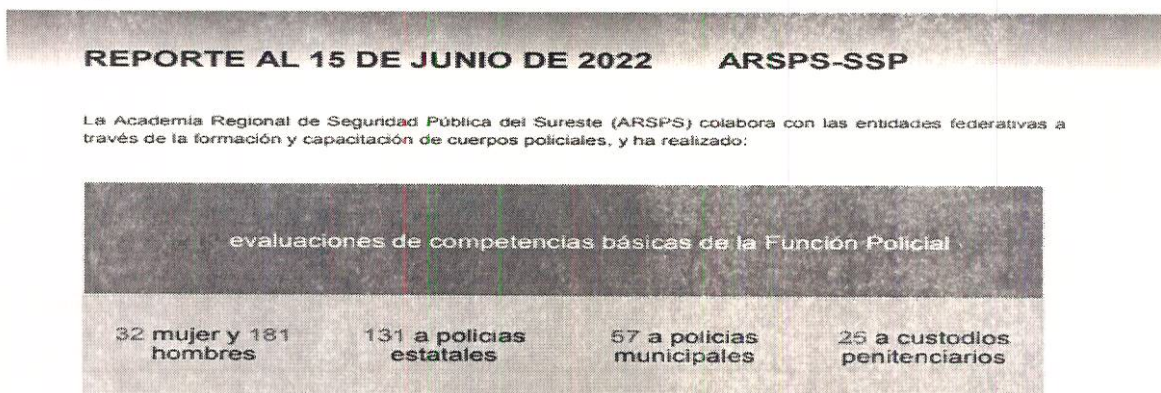 REPORTE AL 15 DE JUNIO DE 2022 ARSPS-SSP
La Academia Regional de Seguridad Pública del Sureste (ARSPS) colabora con las entidades federativas a
través de la formación y capacitación de cuerpos policiales, y ha realizado:
evaluaciones de competencias básicas de la Función Policial
32 mujer y 181
hombres
131 a policias
estatales
57 a policias
municipales
25 a custodios
penitenciarios